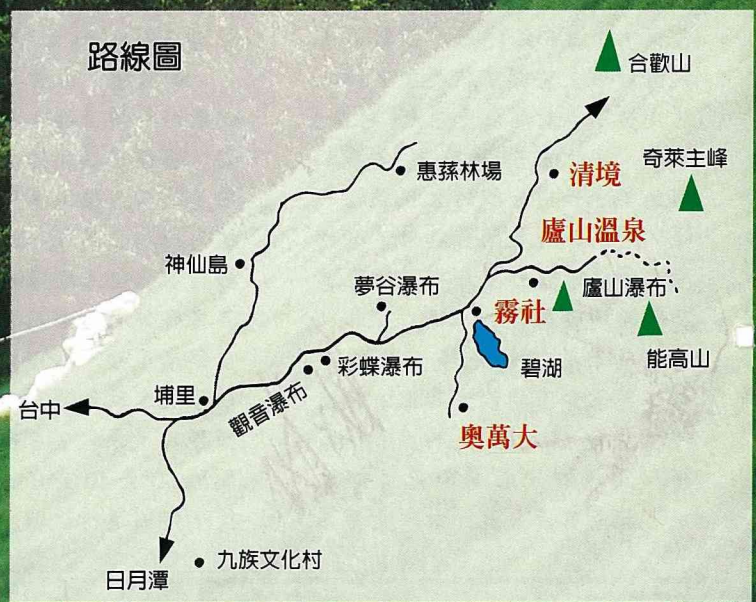 路線圖
合歡山
奇萊主峰
惠蓀林場
清境
廬山溫泉
神仙島
夢谷瀑布
廬山瀑布
霧社
能高山
彩蝶瀑布
碧湖
埔里
觀音瀑布
台中
奧萬大
九族文化村
日月潭